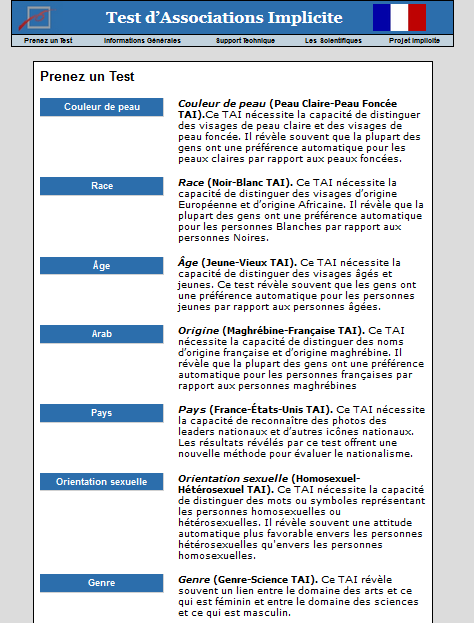 Test d'Associations Implicite
Prenez un Test Informations Générales Support Technique Les Scientifiques Projet Implicite
Prenez un Test
Couleur de peau
Couleur de peau (Peau Claire-Peau Foncée
TAI).Ce TAI nécessite la capacité de distinguer
des visages de peau claire et des visages de
peau foncée. Il révèle souvent que la plupart des
gens ont une préférence automatique pour les
peaux claires par rapport aux peaux foncées.
Race
Race (Noir-Blanc TAI). Ce TAI nécessite la
capacité de distinguer des visages d'origine
Européenne et d'origine Africaine. Il révèle que la
plupart des gens ont une préférence automatique
pour les personnes Blanches par rapport aux
personnes Noires.
Âge
Âge (Jeune-Vieux TAI). Ce TAI nécessite la
capacité de distinguer des visages âgés et
jeunes. Ce test révèle souvent que les gens ont
une préférence automatique pour les personnes
jeunes par rapport aux personnes âgées.
Arab
Origine (Maghrébine-Française TAI). Ce TAI
nécessite la capacité de distinguer des noms
d'origine française et d'origine maghrébine. Il
révèle que la plupart des gens ont une préférence
automatique pour les personnes françaises par
rapport aux personnes maghrébines
Pays
Pays (France-États-Unis TAI). Ce TAI nécessite
la capacité de reconnaître des photos des
leaders nationaux et d'autres icônes nationaux.
Les résultats révélés par ce test offrent une
nouvelle méthode pour évaluer le nationalisme.
Orientation sexuelle
Orientation sexuelle (Homosexuel-
Hétérosexuel TAI). Ce TAI nécessite la capacité
de distinguer des mots ou symboles représentant
les personnes homosexuelles ou
hétérosexuelles. Il révèle souvent une attitude
automatique plus favorable envers les personnes
hétérosexuelles qu'envers les personnes
homosexuelles.
Genre
Genre (Genre-Science TAI). Ce TAI révèle
souvent un lien entre le domaine des arts et ce
qui est féminin et entre le domaine des sciences
et ce qui est masculin.